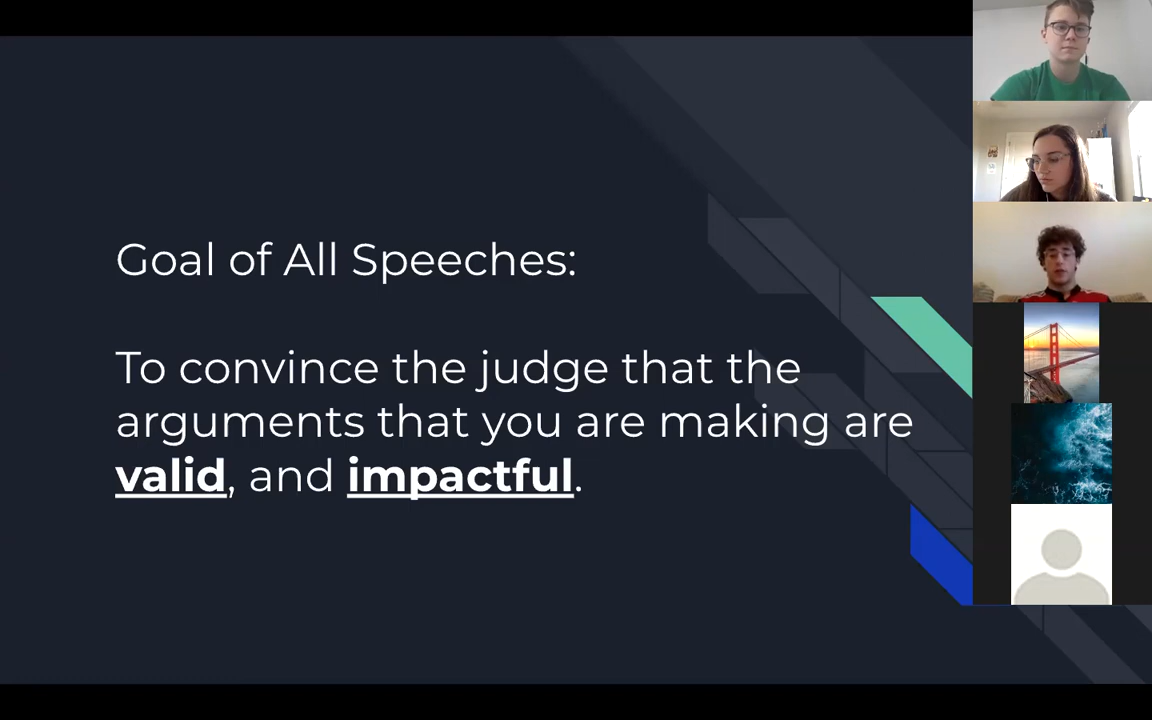 Goal of All Speeches:
To convince the judge that the
arguments that you are making are
valid, and impactful.